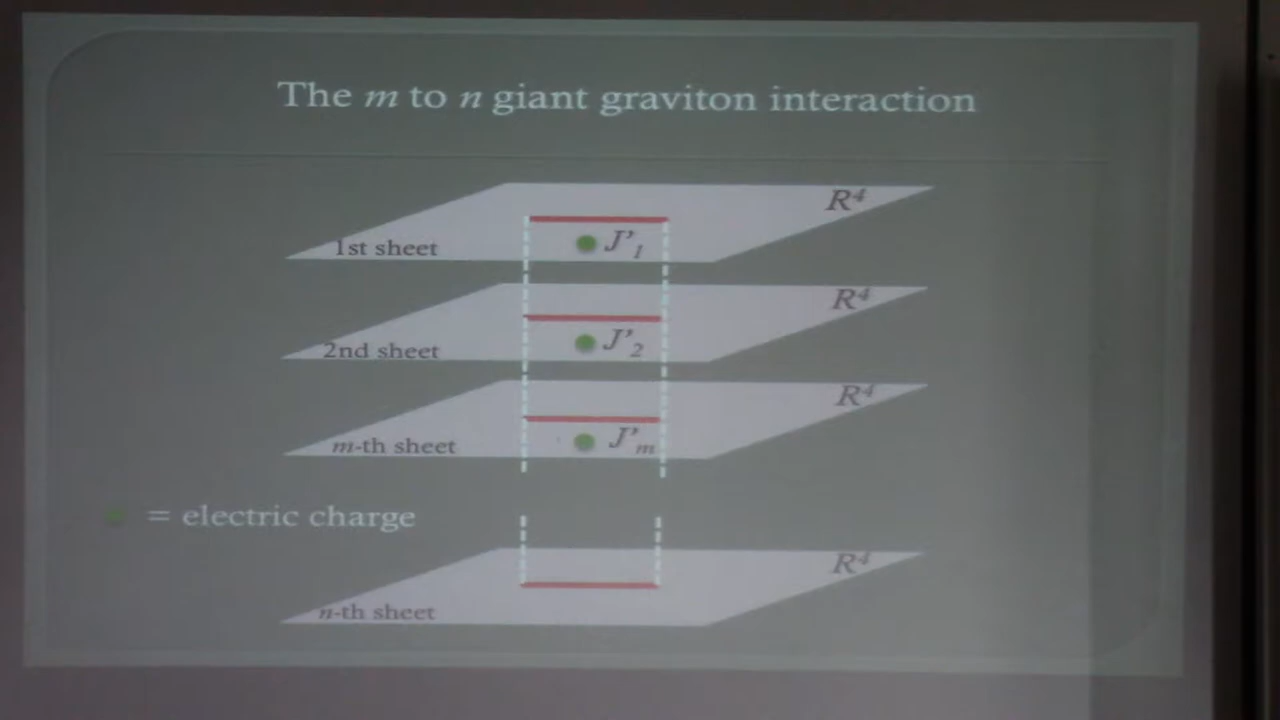 The m to n giant graviton interaction
R⁴
1st sheet
J'₁
R⁴
2nd sheet
J'₂
R⁴
m-th sheet
J'ₘ
= electric charge
R⁴
n-th sheet